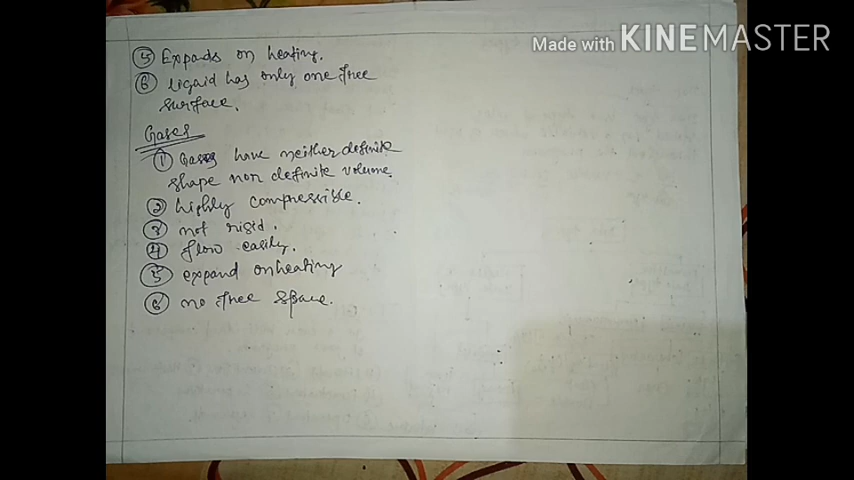 Made with KINEMASTER
⑤ Expads on heating.
⑥ liquid has only one free
surface.
Gases
① Gases have neither definite
shape non definite volume.
② highly compressible.
③ not rigid.
④ flow easily.
⑤ expand on heating
⑥ no free space.